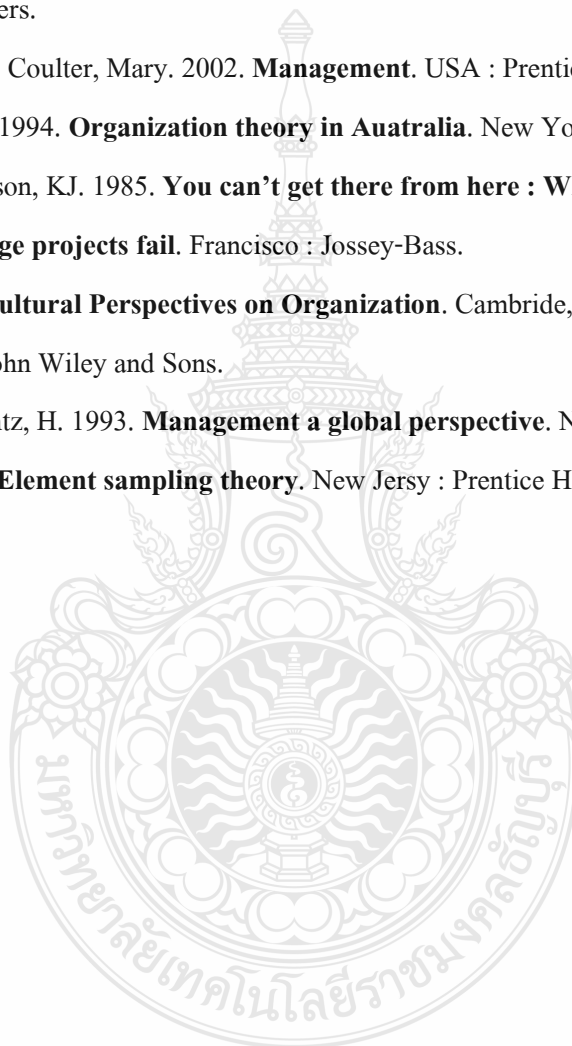 ers.
Coulter, Mary. 2002. Management. USA : Prentic
1994. Organization theory in Auatralia. New Yo
son, KJ. 1985. You can’t get there from here : W
ge projects fail. Francisco : Jossey-Bass.
ultural Perspectives on Organization. Cambride,
ohn Wiley and Sons.
ntz, H. 1993. Management a global perspective. N
Element sampling theory. New Jersy : Prentice H
มหาวิทยาลัยเทคโนโลยีราชมงคลธัญบุรี